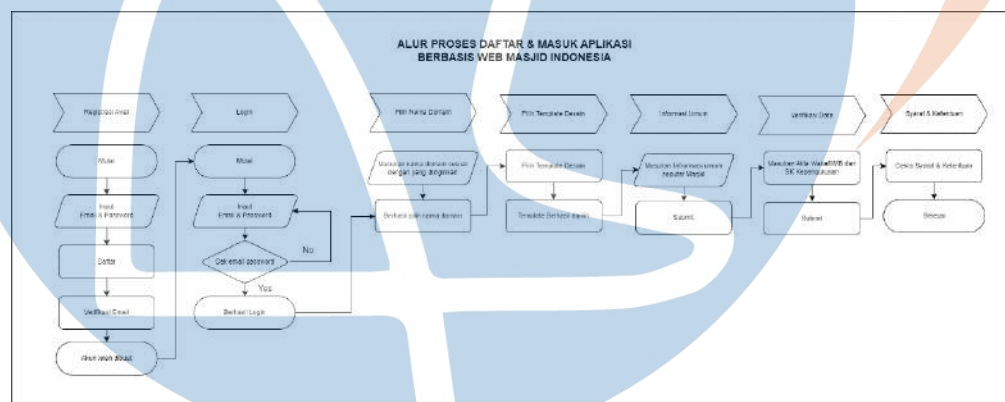 ALUR PROSES DAFTAR & MASUK APLIKASI
BERBASIS WEB MASJID INDONESIA
Registrasi Awal
Login
Pilih Nama Domain
Pilih Template Desain
Informasi Umum
Verifikasi Data
Syarat & Ketentuan
Mulai
Mulai
Masukan nama domain sesuai
dengan yang diinginkan
Pilih Template Desain
Masukan Informasi umum
seputar Masjid
Masukan Akta Wakaf/IMB dan
SK Kepengurusan
Syarat & Ketentuan
Input
Email & Password
Input
Email & Password
Berhasil pilih nama domain
Template Berhasil dipilih
Submit
Submit
Selesai
Daftar
Cek email password
No
Yes
Verifikasi Email
Berhasil Login
Akun telah dibuat